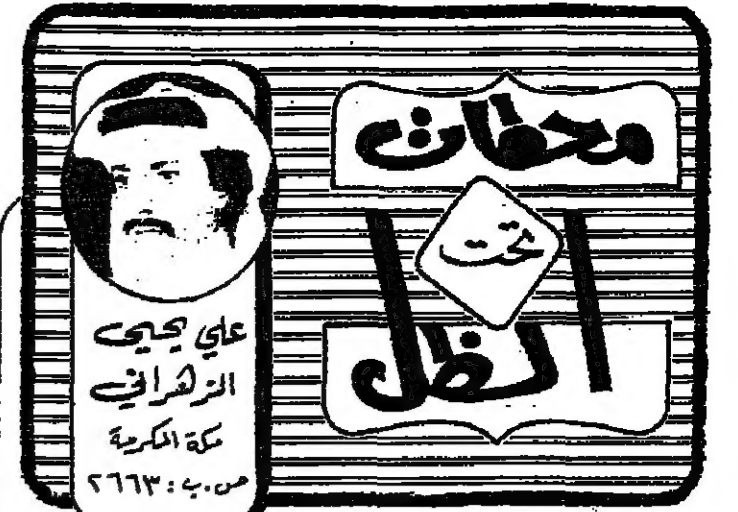 محطات
تحت
الظل
علي يحيى
الزهراني
مكة المكرمة
ص.ب: ٢٦٦٣